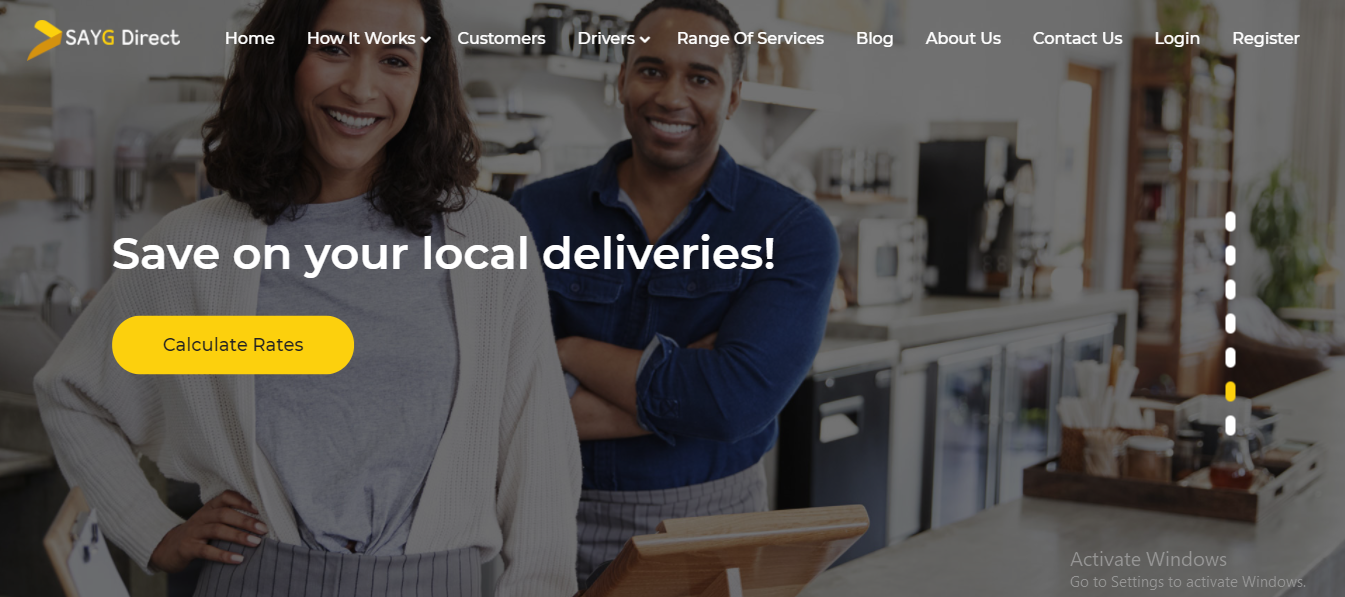 SAYG Direct Home How It Works Customers Drivers Range Of Services Blog About Us Contact Us Login Register
Save on your local deliveries!
Calculate Rates
Activate Windows
Go to Settings to activate Windows.